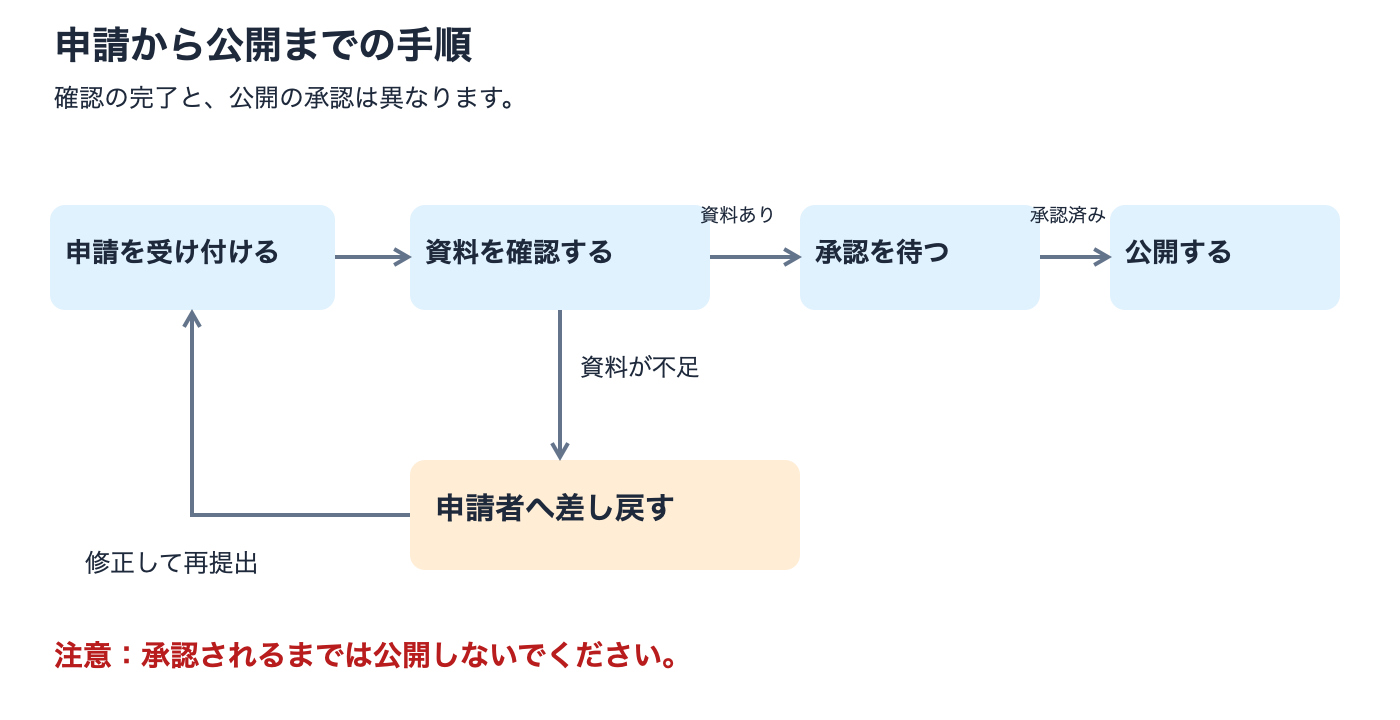 申請から公開までの手順
確認の完了と、公開の承認は異なります。
申請を受け付ける
資料を確認する
資料あり
承認を待つ
承認済み
公開する
資料が不足
申請者へ差し戻す
修正して再提出
注意：承認されるまでは公開しないでください。